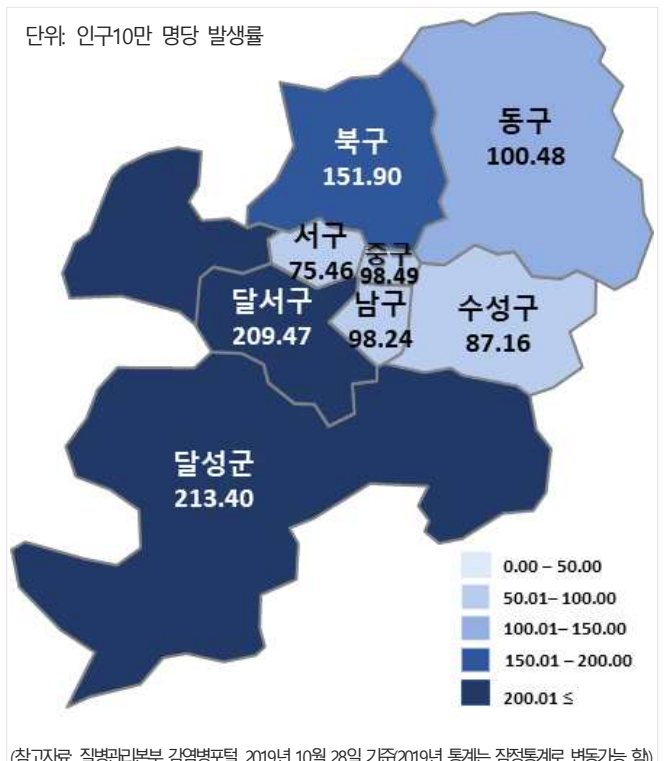 단위: 인구10만 명당 발생률
북구
151.90
동구
100.48
서구
75.46
중구
98.49
달서구
209.47
남구
98.24
수성구
87.16
달성군
213.40
0.00 – 50.00
50.01– 100.00
100.01– 150.00
150.01 – 200.00
200.01 ≤
(참고자료 질병관리본부 감염병포털, 2019년 10월 28일 기준(2019년 통계는 잠정통계로 변동가능 함))